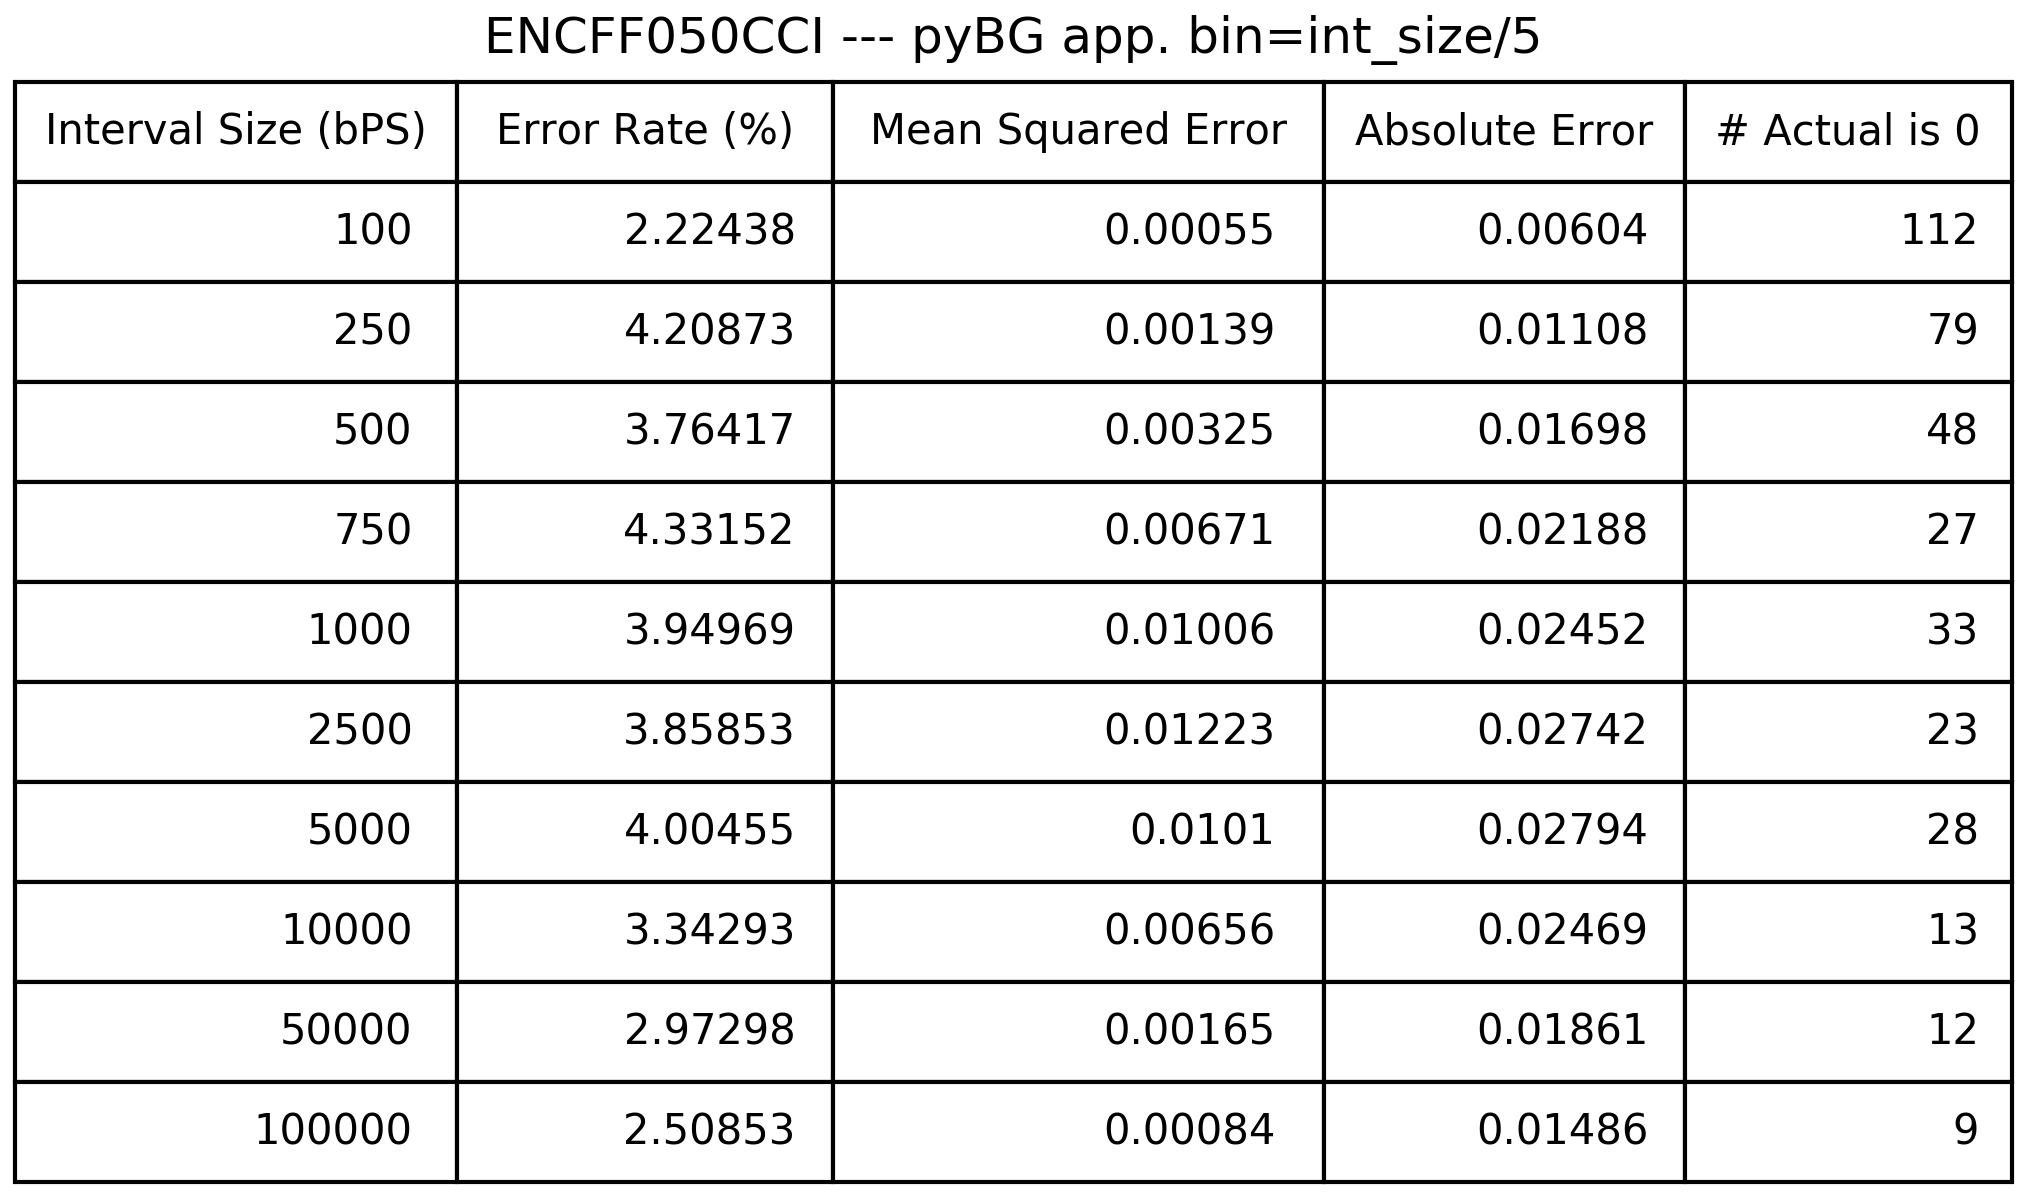 ENCFF050CCI --- pyBG app. bin=int_size/5
Interval Size (bPS) Error Rate (%) Mean Squared Error Absolute Error # Actual is 0
100 2.22438 0.00055 0.00604 112
250 4.20873 0.00139 0.01108 79
500 3.76417 0.00325 0.01698 48
750 4.33152 0.00671 0.02188 27
1000 3.94969 0.01006 0.02452 33
2500 3.85853 0.01223 0.02742 23
5000 4.00455 0.0101 0.02794 28
10000 3.34293 0.00656 0.02469 13
50000 2.97298 0.00165 0.01861 12
100000 2.50853 0.00084 0.01486 9